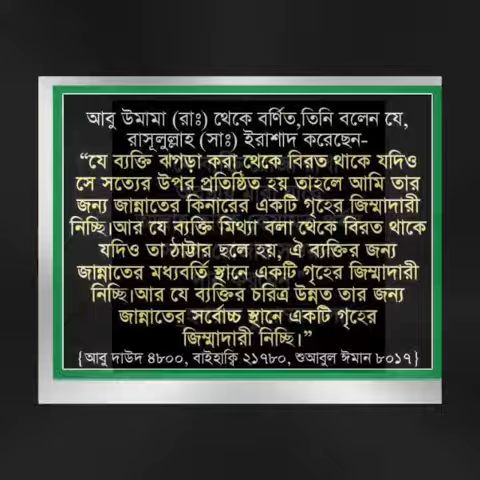 আবু উমামা (রাঃ) থেকে বর্ণিত,তিনি বলেন যে,
রাসূলুল্লাহ (সাঃ) ইরাশাদ করেছেন-
“যে ব্যক্তি ঝগড়া করা থেকে বিরত থাকে যদিও
সে সত্যের উপর প্রতিষ্ঠিত হয় তাহলে আমি তার
জন্য জান্নাতের কিনারের একটি গৃহের জিম্মাদারী
নিচ্ছি।আর যে ব্যক্তি মিথ্যা বলা থেকে বিরত থাকে
যদিও তা ঠাট্টার ছলে হয়, ঐ ব্যক্তির জন্য
জান্নাতের মধ্যবর্তি স্থানে একটি গৃহের জিম্মাদারী
নিচ্ছি।আর যে ব্যক্তির চরিত্র উন্নত তার জন্য
জান্নাতের সর্বোচ্চ স্থানে একটি গৃহের
জিম্মাদারী নিচ্ছি।”
{আবু দাউদ ৪৮০০, বাইহাক্বি ২১৭৮০, শুআবুল ঈমান ৮০১৭}